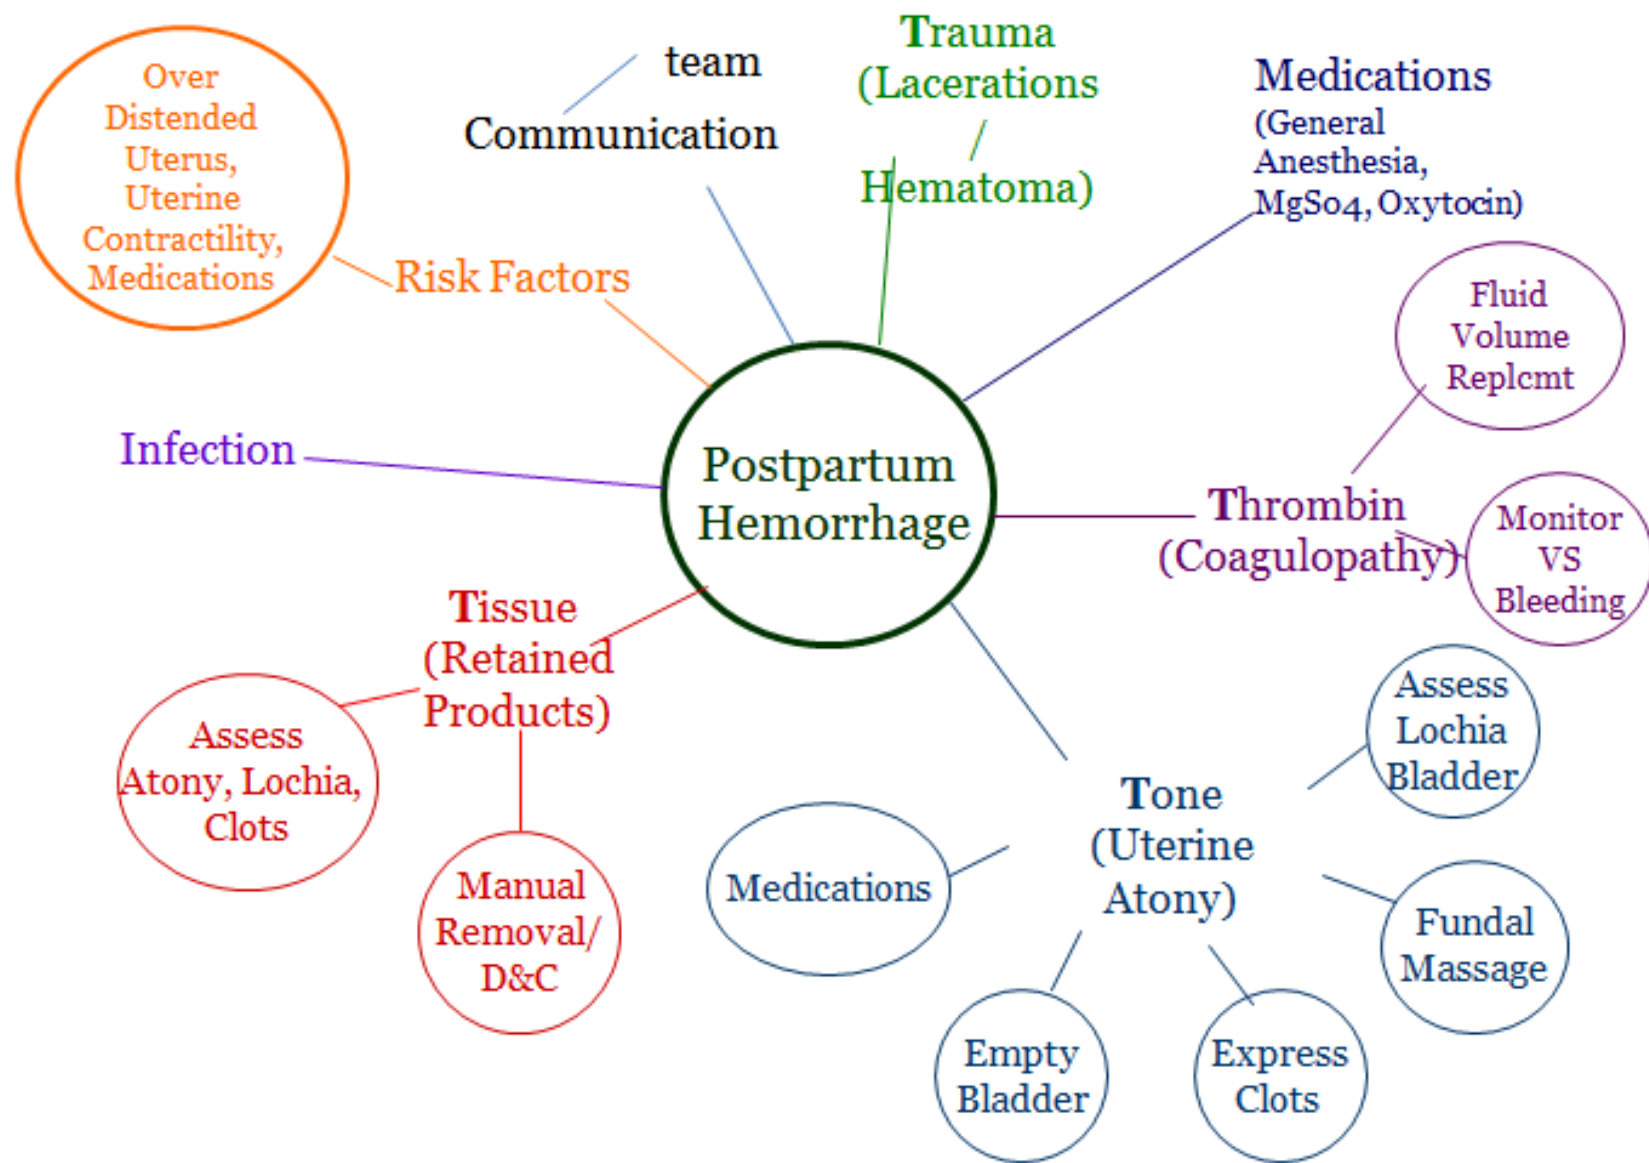 Over
Distended
Uterus,
Uterine
Contractility,
Medications
Risk Factors
team
Communication
Trauma
(Lacerations
/
Hematoma)
Medications
(General
Anesthesia,
MgSo4, Oxytocin)
Fluid
Volume
Replcmt
Infection
Postpartum
Hemorrhage
Thrombin
(Coagulopathy)
Monitor
VS
Bleeding
Tissue
(Retained
Products)
Assess
Atony, Lochia,
Clots
Manual
Removal/
D&C
Tone
(Uterine
Atony)
Assess
Lochia
Bladder
Medications
Fundal
Massage
Empty
Bladder
Express
Clots